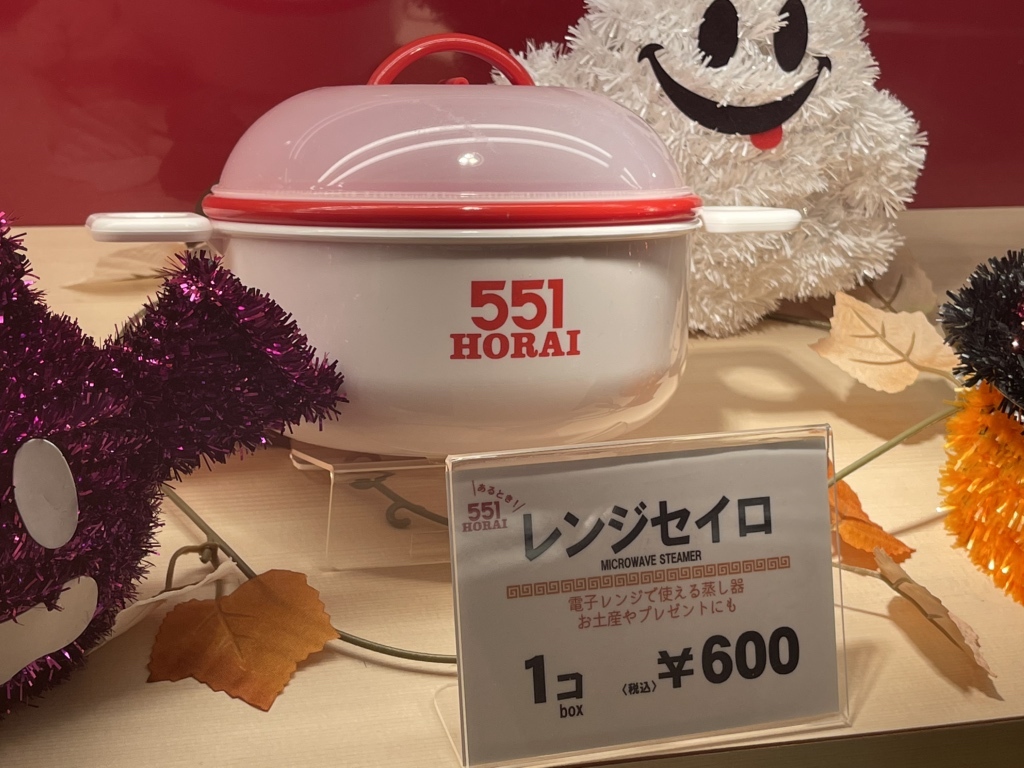 551
HORAI
あるとき!
551
HORAI
レンジセイロ
MICROWAVE STEAMER
電子レンジで使える蒸し器
お土産やプレゼントにも
1コ
box
〈税込〉¥600